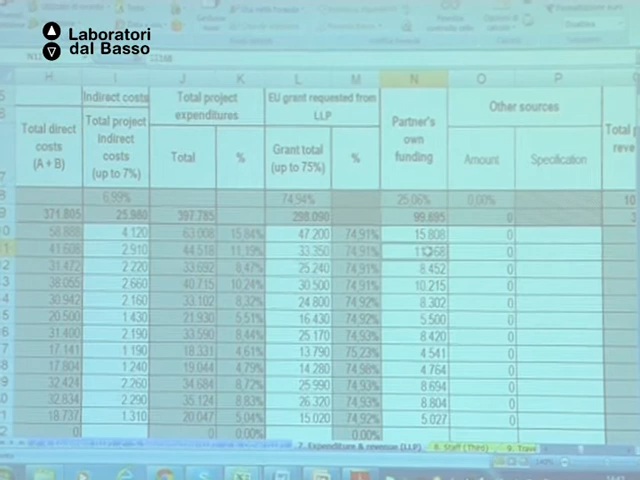 Laboratori
dal Basso
H I J K L M N O P
Indirect costs Total project expenditures EU grant requested from LLP Partner's own funding Other sources
Total direct costs (A + B) Total project indirect costs (up to 7%) Total % Grant total (up to 75%) % Amount Specification
6,99% 74,94% 25,06% 0,00%
371.805 25.980 397.785 298.090 99.695 0
58.888 4.120 63.008 15,84% 47.200 74,91% 15.808 0
41.608 2.910 44.518 11,19% 33.350 74,91% 0
31.472 2.220 33.692 8,47% 25.240 74,91% 8.452 0
38.055 2.660 40.715 10,24% 30.500 74,91% 10.215 0
30.942 2.160 33.102 8,32% 24.800 74,92% 8.302 0
20.500 1.430 21.930 5,51% 16.430 74,92% 5.500 0
31.400 2.190 33.590 8,44% 25.170 74,93% 8.420 0
17.141 1.190 18.331 4,61% 13.790 75,23% 4.541 0
17.804 1.240 19.044 4,79% 14.280 74,98% 4.764 0
32.424 2.260 34.684 8,72% 25.990 74,93% 8.694 0
32.834 2.290 35.124 8,83% 26.320 74,93% 8.804 0
18.737 1.310 20.047 5,04% 15.020 74,92% 5.027 0
0 0 0,00% 0,00% 0
7. Expenditure & revenue (LLP) 8. Staff (Third) 9. Trave